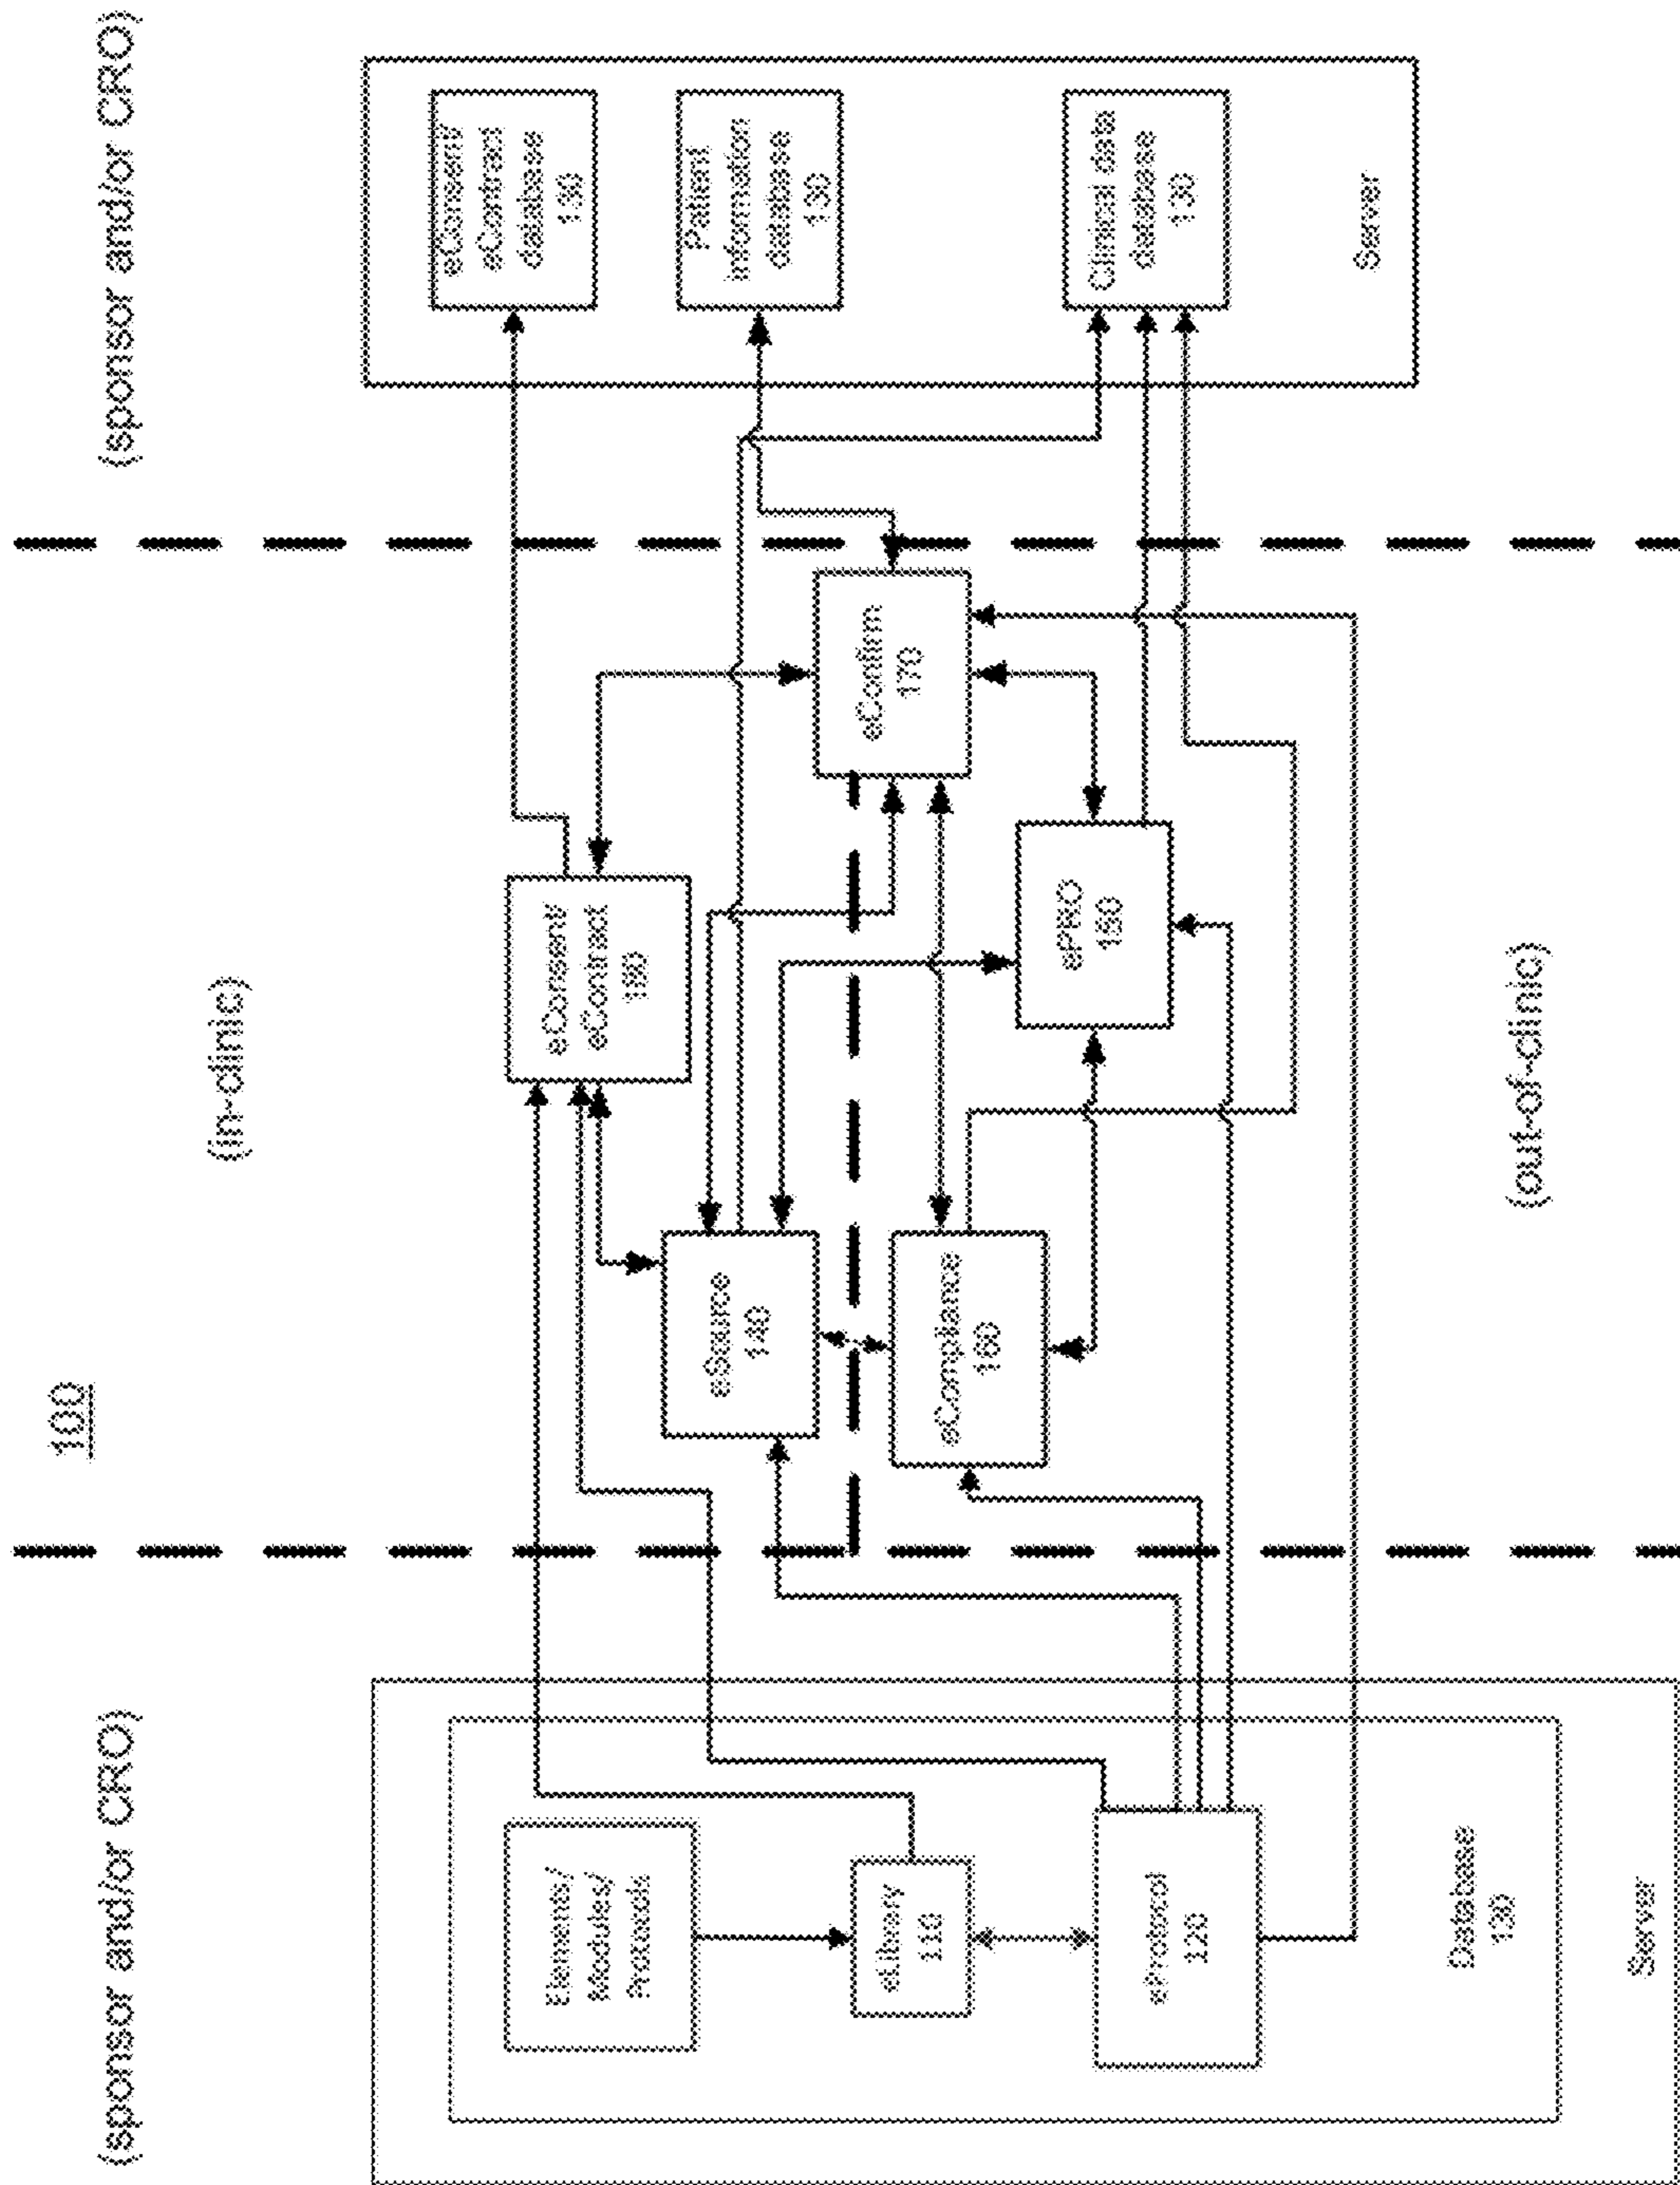 100
(sponsor and/or CRO)
(in-clinic)
(sponsor and/or CRO)
Elements/
Modules/
Protocols
eLibrary
110
eProtocol
120
Database
130
Server
eConsent/
eContract
180
eSource
140
eCompliance
160
ePRO
150
eConfirm
170
(out-of-clinic)
eConsent/
eContract
database
130
Patient
information
database
130
Clinical data
database
130
Server